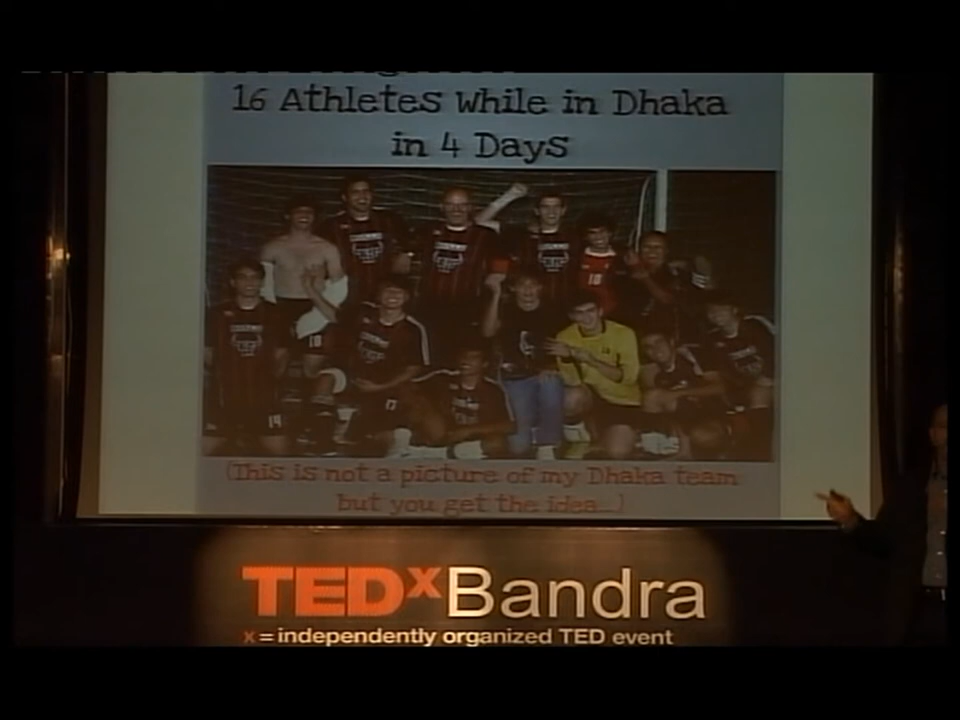 16 Athletes While in Dhaka
in 4 Days
(This is not a picture of my Dhaka team
but you get the idea...)
TEDxBandra
x = independently organized TED event